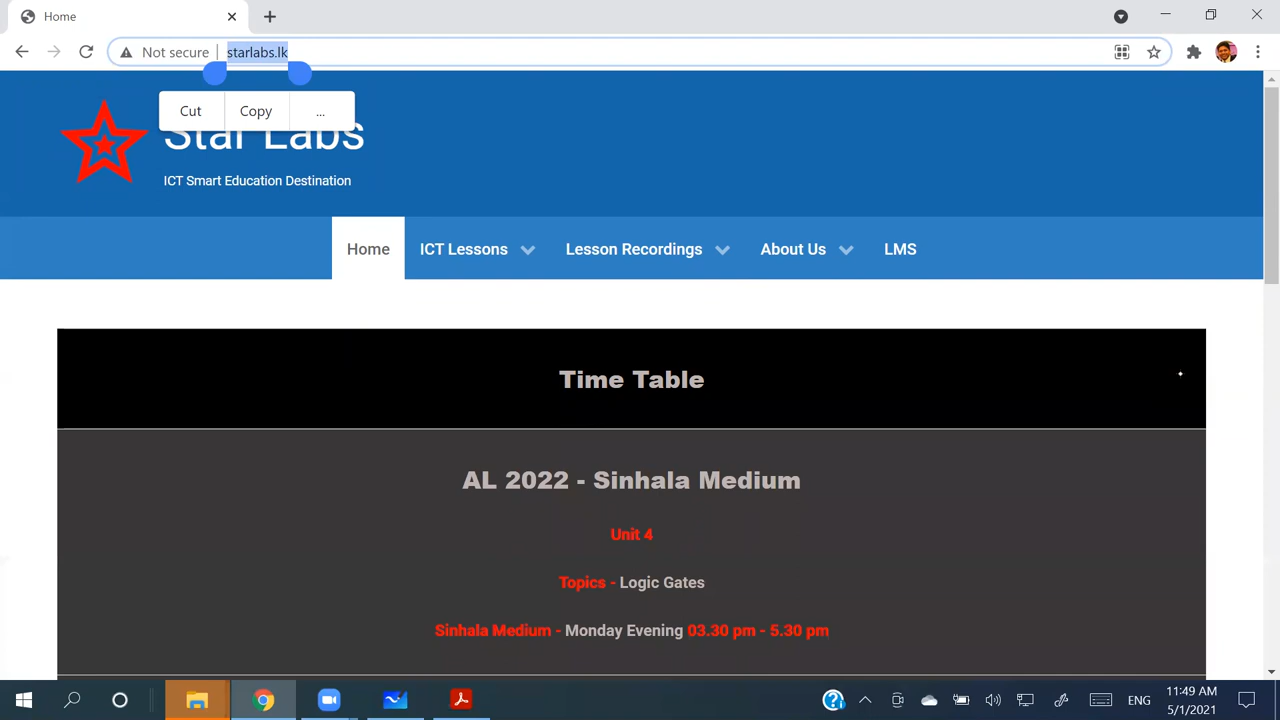 Home
Not secure
starlabs.lk
Cut
Copy
...
Star Labs
ICT Smart Education Destination
Home
ICT Lessons
Lesson Recordings
About Us
LMS
Time Table
AL 2022 - Sinhala Medium
Unit 4
Topics - Logic Gates
Sinhala Medium - Monday Evening 03.30 pm - 5.30 pm
ENG
11:49 AM
5/1/2021